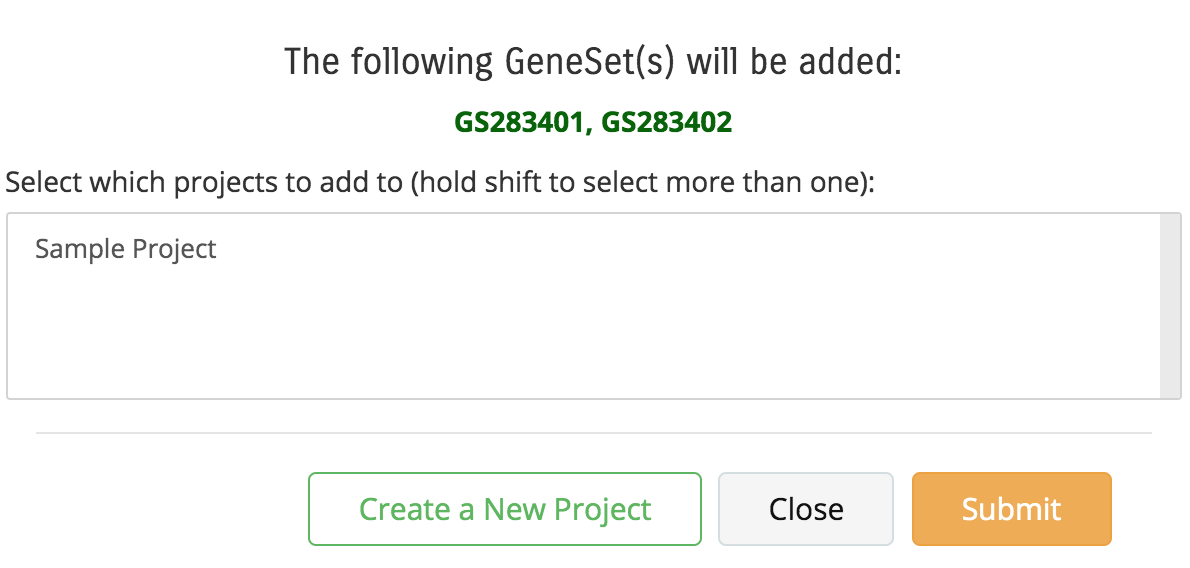 The following GeneSet(s) will be added:
GS283401, GS283402
Select which projects to add to (hold shift to select more than one):
Sample Project
Create a New Project
Close
Submit